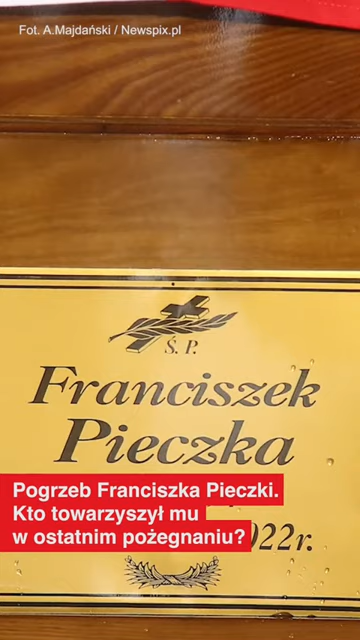 Fot. A.Majdański / Newspix.pl
Ś. P.
Franciszek
Pieczka
Pogrzeb Franciszka Pieczki.
Kto towarzyszył mu
w ostatnim pożegnaniu?
022r.